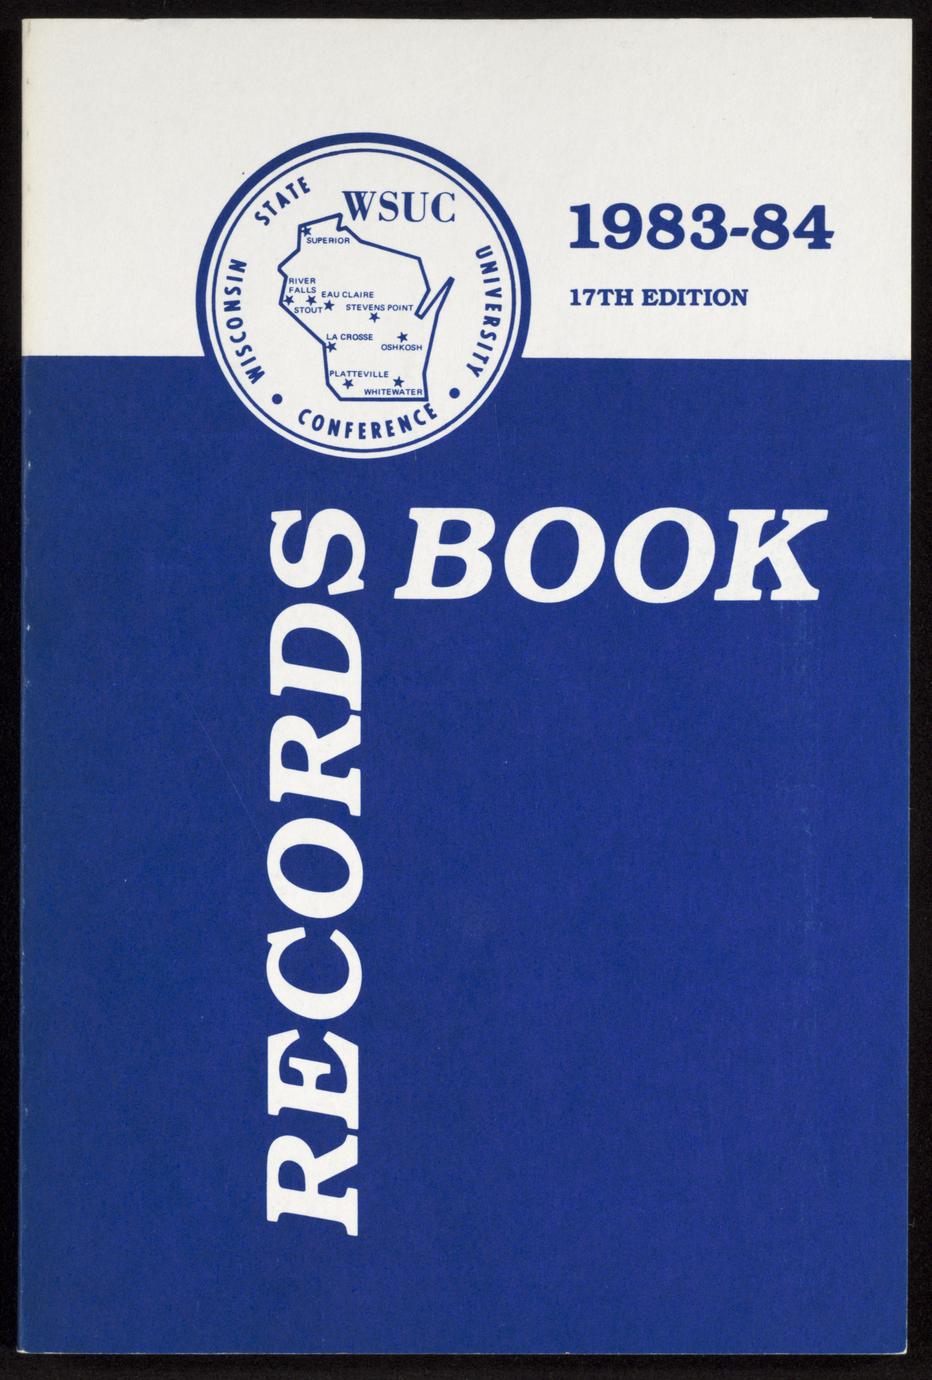 WISCONSIN STATE UNIVERSITY
• CONFERENCE •
WSUC
SUPERIOR
RIVER
FALLS
EAU CLAIRE
STOUT
STEVENS POINT
LA CROSSE
OSHKOSH
PLATTEVILLE
WHITEWATER
1983-84
17TH EDITION
RECORDS
BOOK